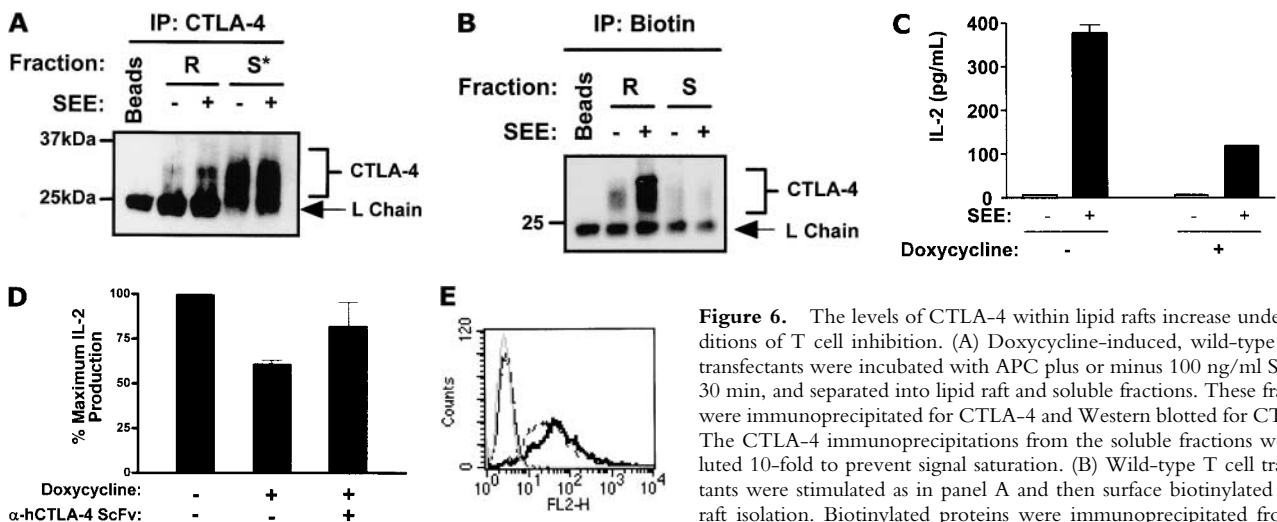 A
IP: CTLA-4
Fraction: R S*
Beads
SEE: - + - +
37kDa
25kDa
CTLA-4
L Chain
B
IP: Biotin
Fraction: R S
Beads
SEE: - + - +
25
CTLA-4
L Chain
C
IL-2 (pg/mL)
400
300
200
100
0
SEE: - + - +
Doxycycline: - +
D
% Maximum IL-2
Production
100
75
50
25
0
Doxycycline: - + +
α-hCTLA-4 ScFv: - - +
E
Counts
120
0
10⁰ 10¹ 10² 10³ 10⁴
FL2-H
Figure 6. The levels of CTLA-4 within lipid rafts increase under
ditions of T cell inhibition. (A) Doxycycline-induced, wild-type
transfectants were incubated with APC plus or minus 100 ng/ml S
30 min, and separated into lipid raft and soluble fractions. These fra
were immunoprecipitated for CTLA-4 and Western blotted for CT
The CTLA-4 immunoprecipitations from the soluble fractions w
luted 10-fold to prevent signal saturation. (B) Wild-type T cell tra
tants were stimulated as in panel A and then surface biotinylated
raft isolation. Biotinylated proteins were immunoprecipitated fro